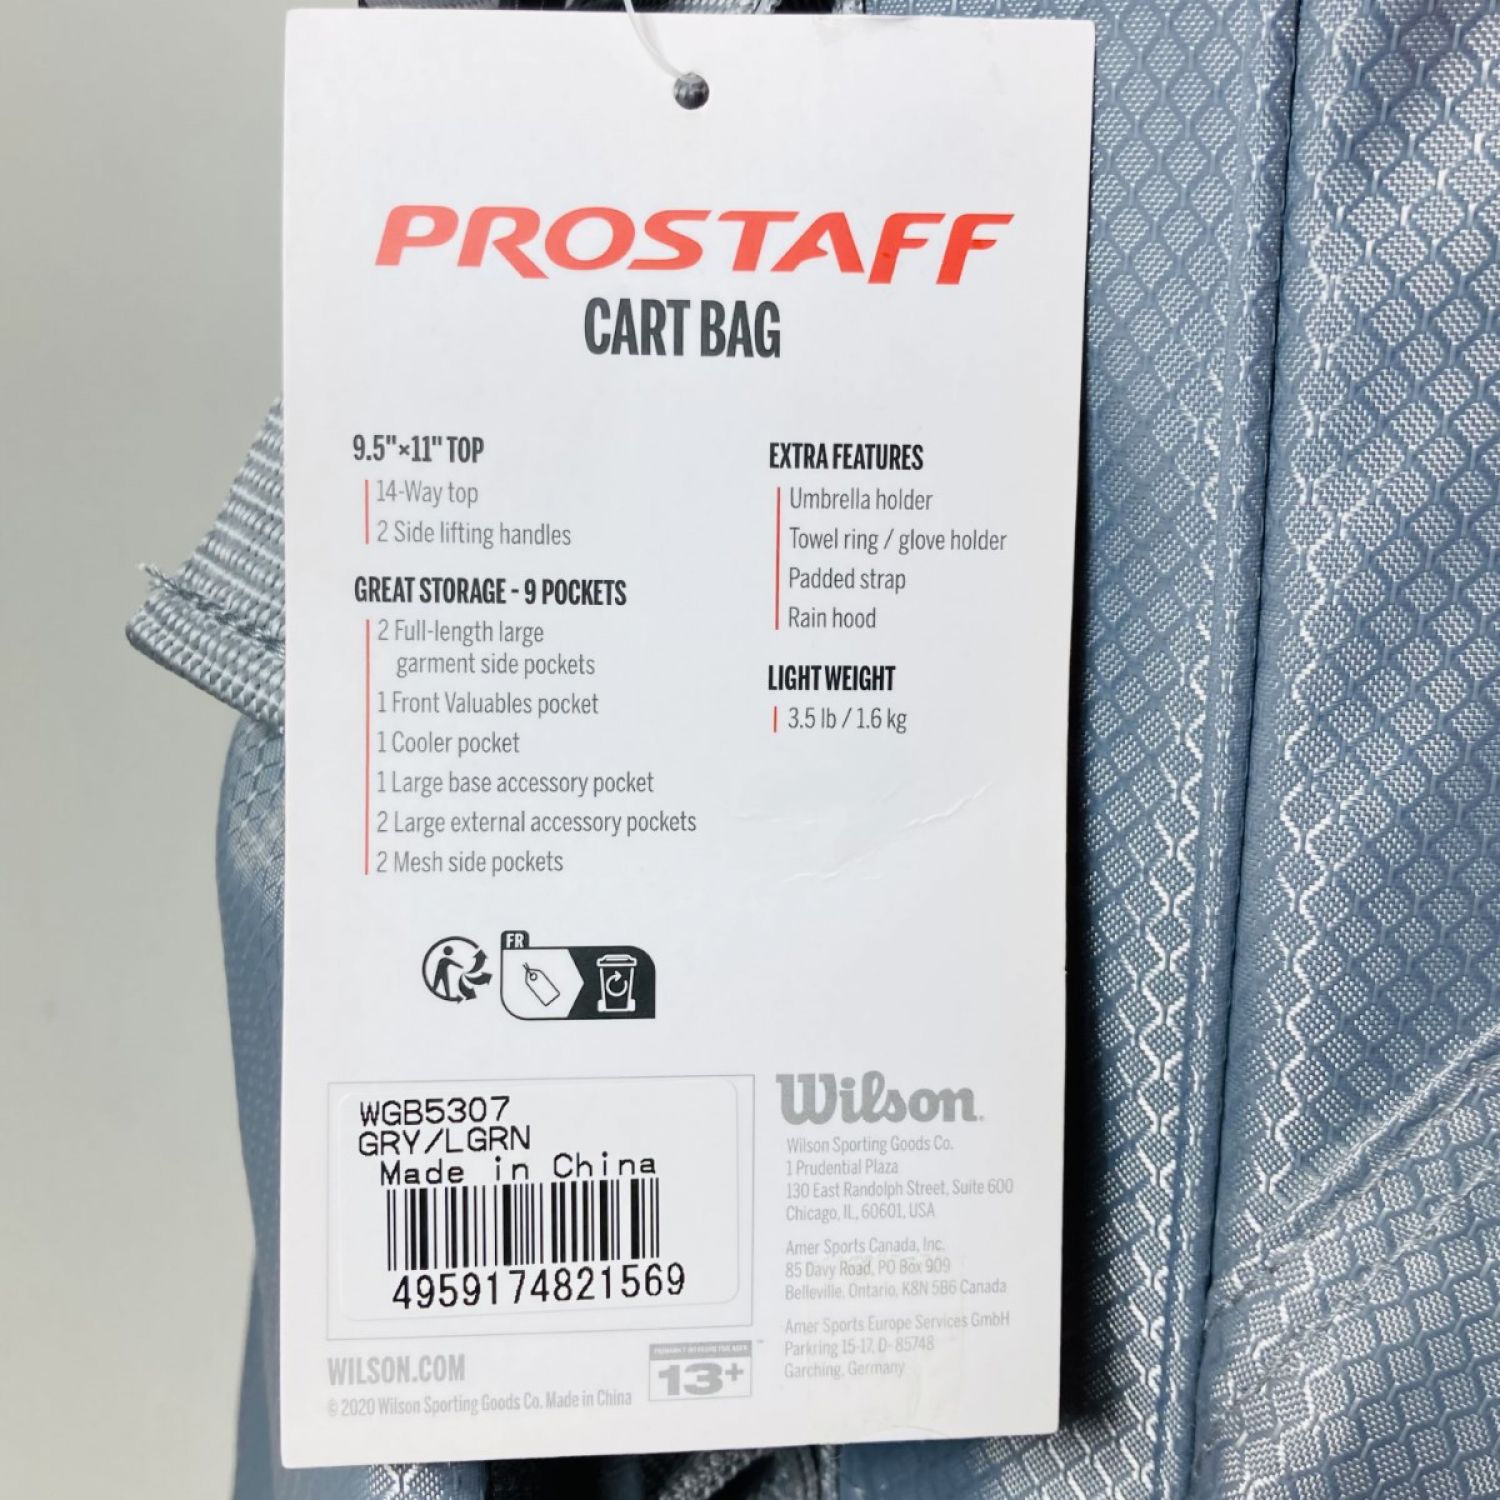 PROSTAFF
CART BAG
9.5"×11" TOP
14-Way top
2 Side lifting handles
GREAT STORAGE - 9 POCKETS
2 Full-length large
garment side pockets
1 Front Valuables pocket
1 Cooler pocket
1 Large base accessory pocket
2 Large external accessory pockets
2 Mesh side pockets
EXTRA FEATURES
Umbrella holder
Towel ring / glove holder
Padded strap
Rain hood
LIGHT WEIGHT
3.5 lb / 1.6 kg
FR
WGB5307
GRY/LGRN
Made in China
4959174821569
WILSON.COM
© 2020 Wilson Sporting Goods Co. Made in China
13+
Wilson.
Wilson Sporting Goods Co.
1 Prudential Plaza
130 East Randolph Street, Suite 600
Chicago, IL, 60601, USA
Amer Sports Canada, Inc.
85 Davy Road, PO Box 909
Belleville, Ontario, K8N 5B6 Canada
Amer Sports Europe Services GmbH
Parkring 15-17, D-85748
Garching, Germany